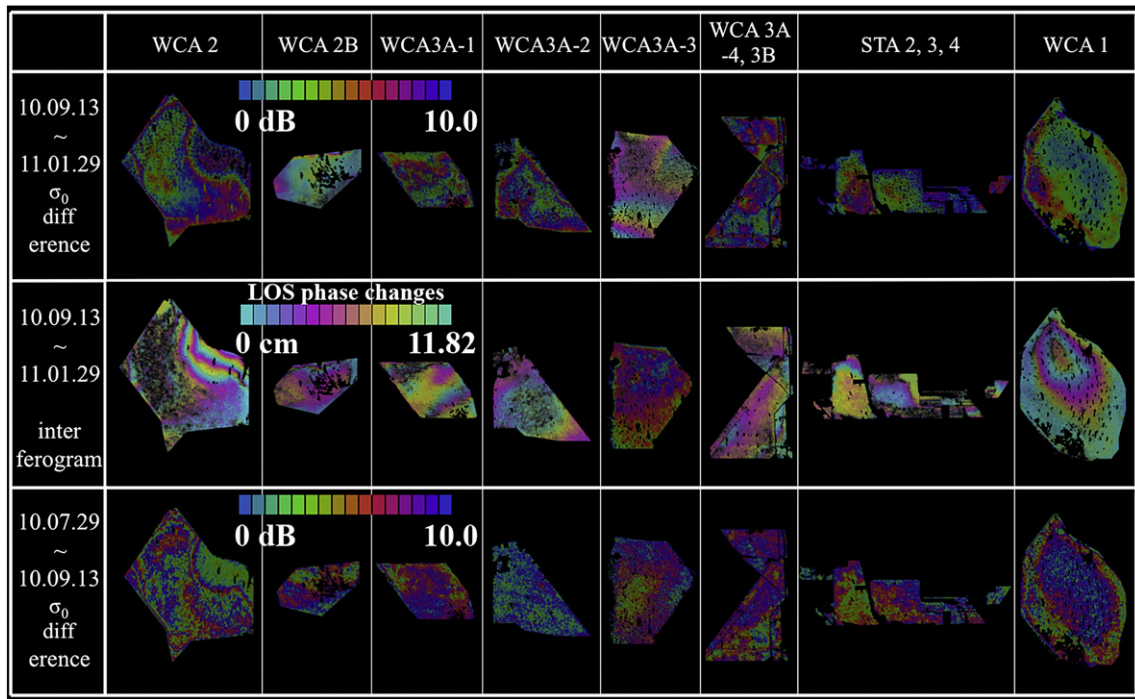 WCA 2
WCA 2B
WCA3A-1
WCA3A-2
WCA3A-3
WCA 3A
-4, 3B
STA 2, 3, 4
WCA 1
10.09.13
~
11.01.29
σ₀
diff
erence
0 dB
10.0
10.09.13
~
11.01.29
inter
ferogram
LOS phase changes
0 cm
11.82
10.07.29
~
10.09.13
σ₀
diff
erence
0 dB
10.0